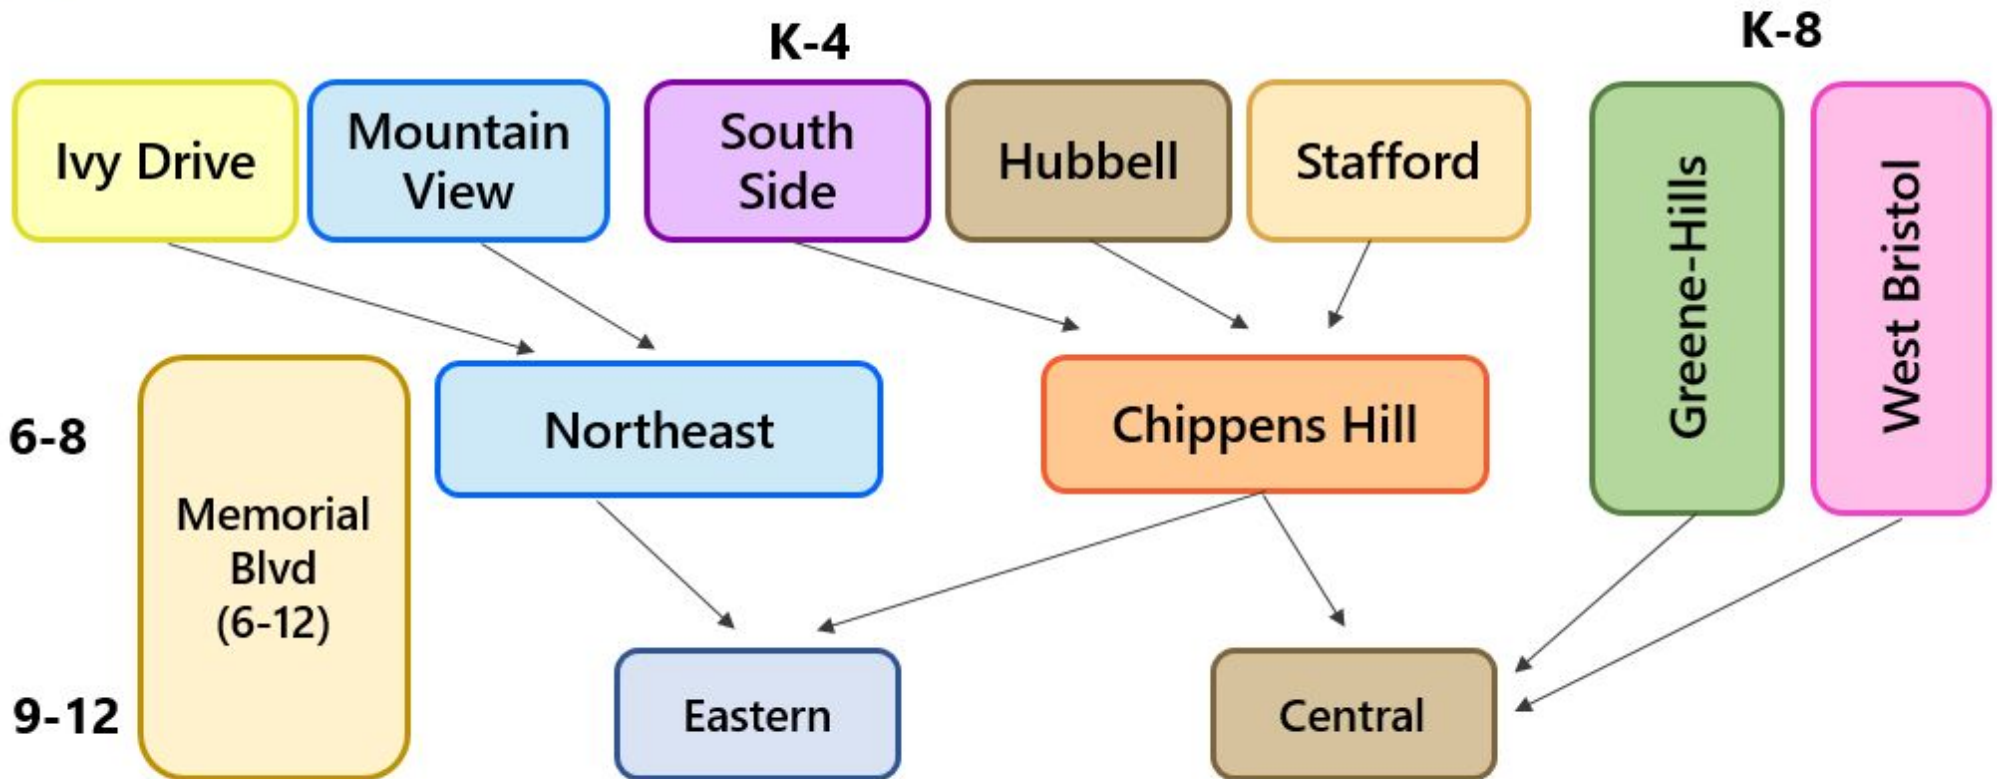 K-4
K-8
Ivy Drive
Mountain
View
South
Side
Hubbell
Stafford
Greene-Hills
West Bristol
6-8
Northeast
Chippens Hill
Memorial
Blvd
(6-12)
9-12
Eastern
Central